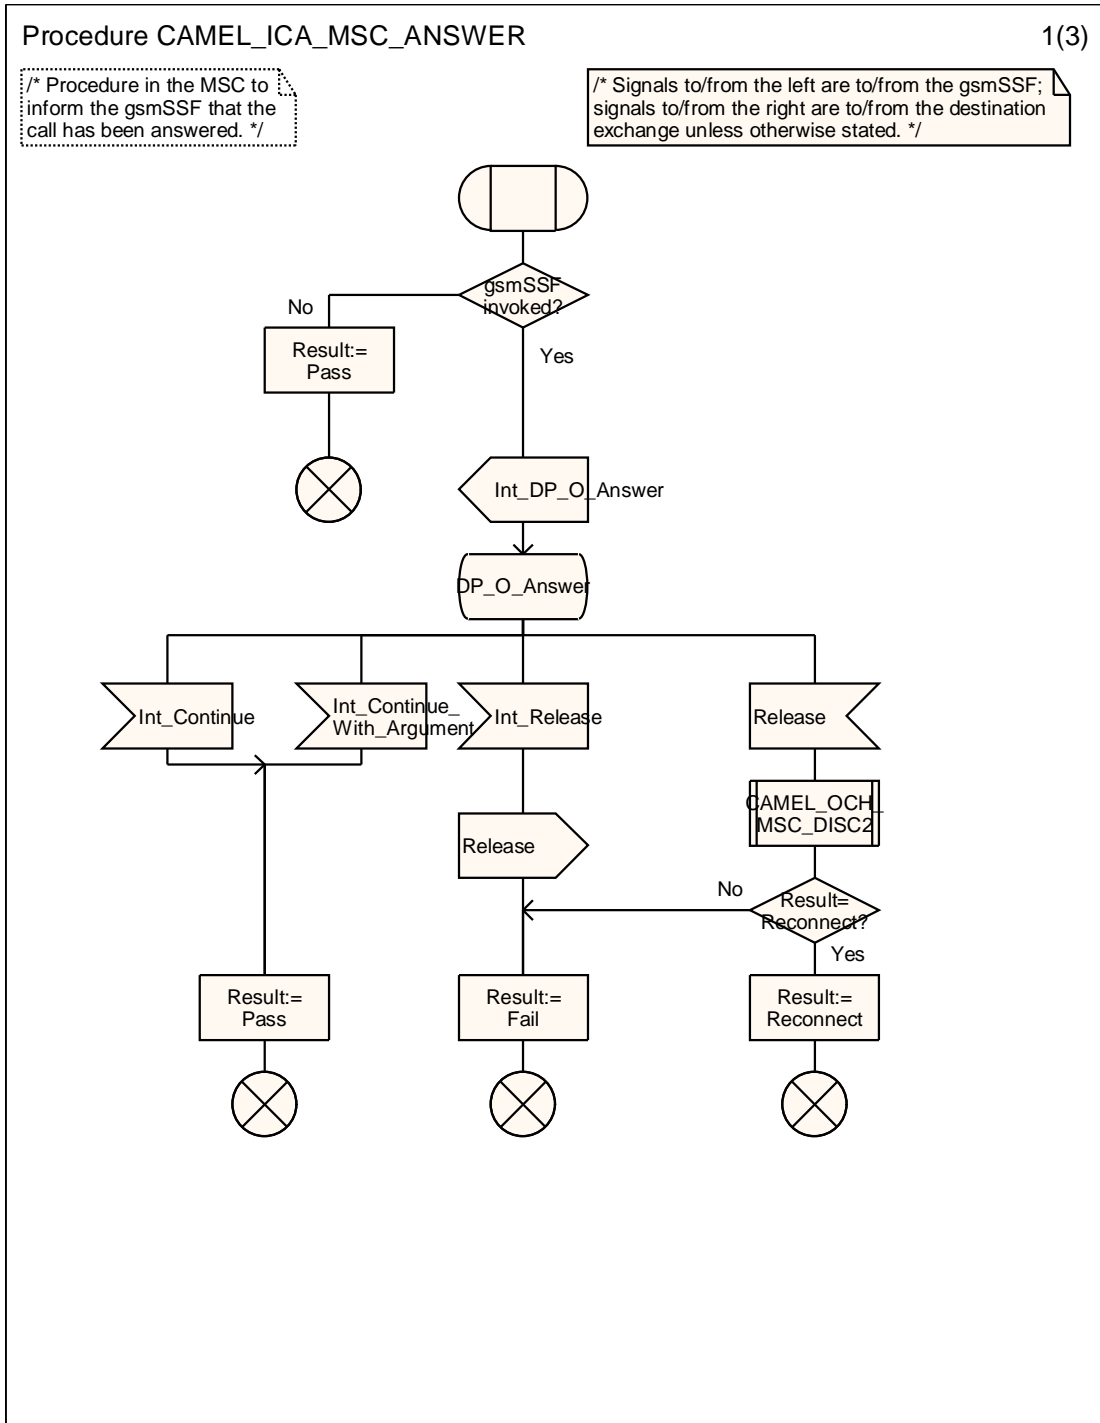 Procedure CAMEL_ICA_MSC_ANSWER
1(3)
/* Procedure in the MSC to
inform the gsmSSF that the
call has been answered. */
/* Signals to/from the left are to/from the gsmSSF;
signals to/from the right are to/from the destination
exchange unless otherwise stated. */
gsmSSF
invoked?
No
Yes
Result:=
Pass
Int_DP_O_Answer
DP_O_Answer
Int_Continue
Int_Continue_
With_Argument
Int_Release
Release
CAMEL_OCH_
MSC_DISC2
Release
No
Result=
Reconnect?
Yes
Result:=
Pass
Result:=
Fail
Result:=
Reconnect